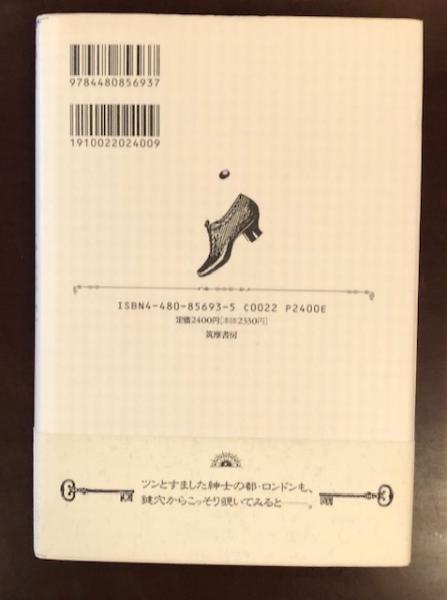 9784480856937
1910022024009
ISBN4-480-85693-5 C0022 P2400E
定価2400円[本体2330円]
筑摩書房
ツンとすました紳士の都・ロンドンも、
鍵穴からこっそり覗いてみると──。